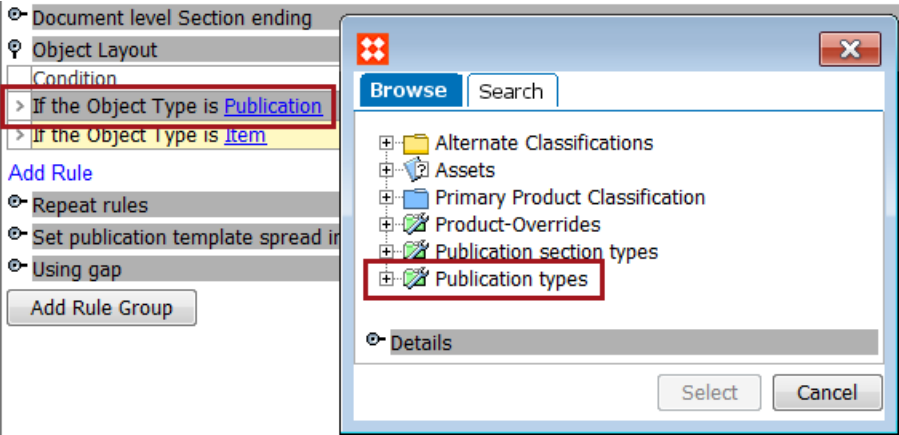 Document level Section ending
Object Layout
Condition
If the Object Type is Publication
If the Object Type is Item
Add Rule
Repeat rules
Set publication template spread in
Using gap
Add Rule Group
Browse
Search
Alternate Classifications
Assets
Primary Product Classification
Product-Overrides
Publication section types
Publication types
Details
Select
Cancel